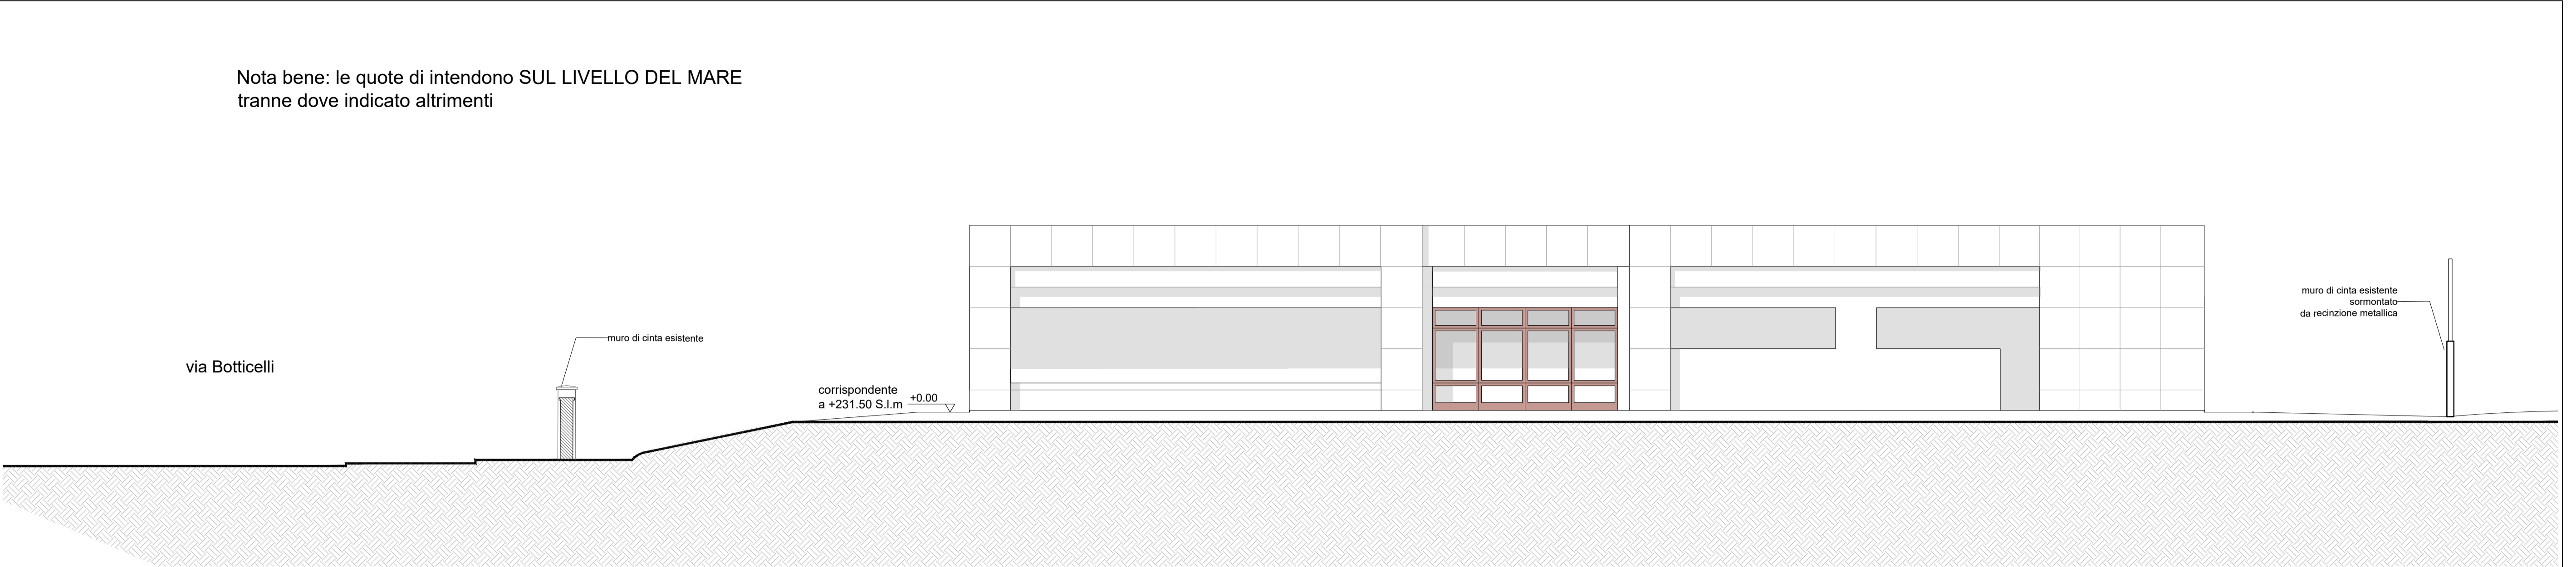 Nota bene: le quote di intendono SUL LIVELLO DEL MARE
tranne dove indicato altrimenti
muro di cinta esistente
sormontato
da recinzione metallica
muro di cinta esistente
via Botticelli
corrispondente
a +231.50 S.l.m
+0.00